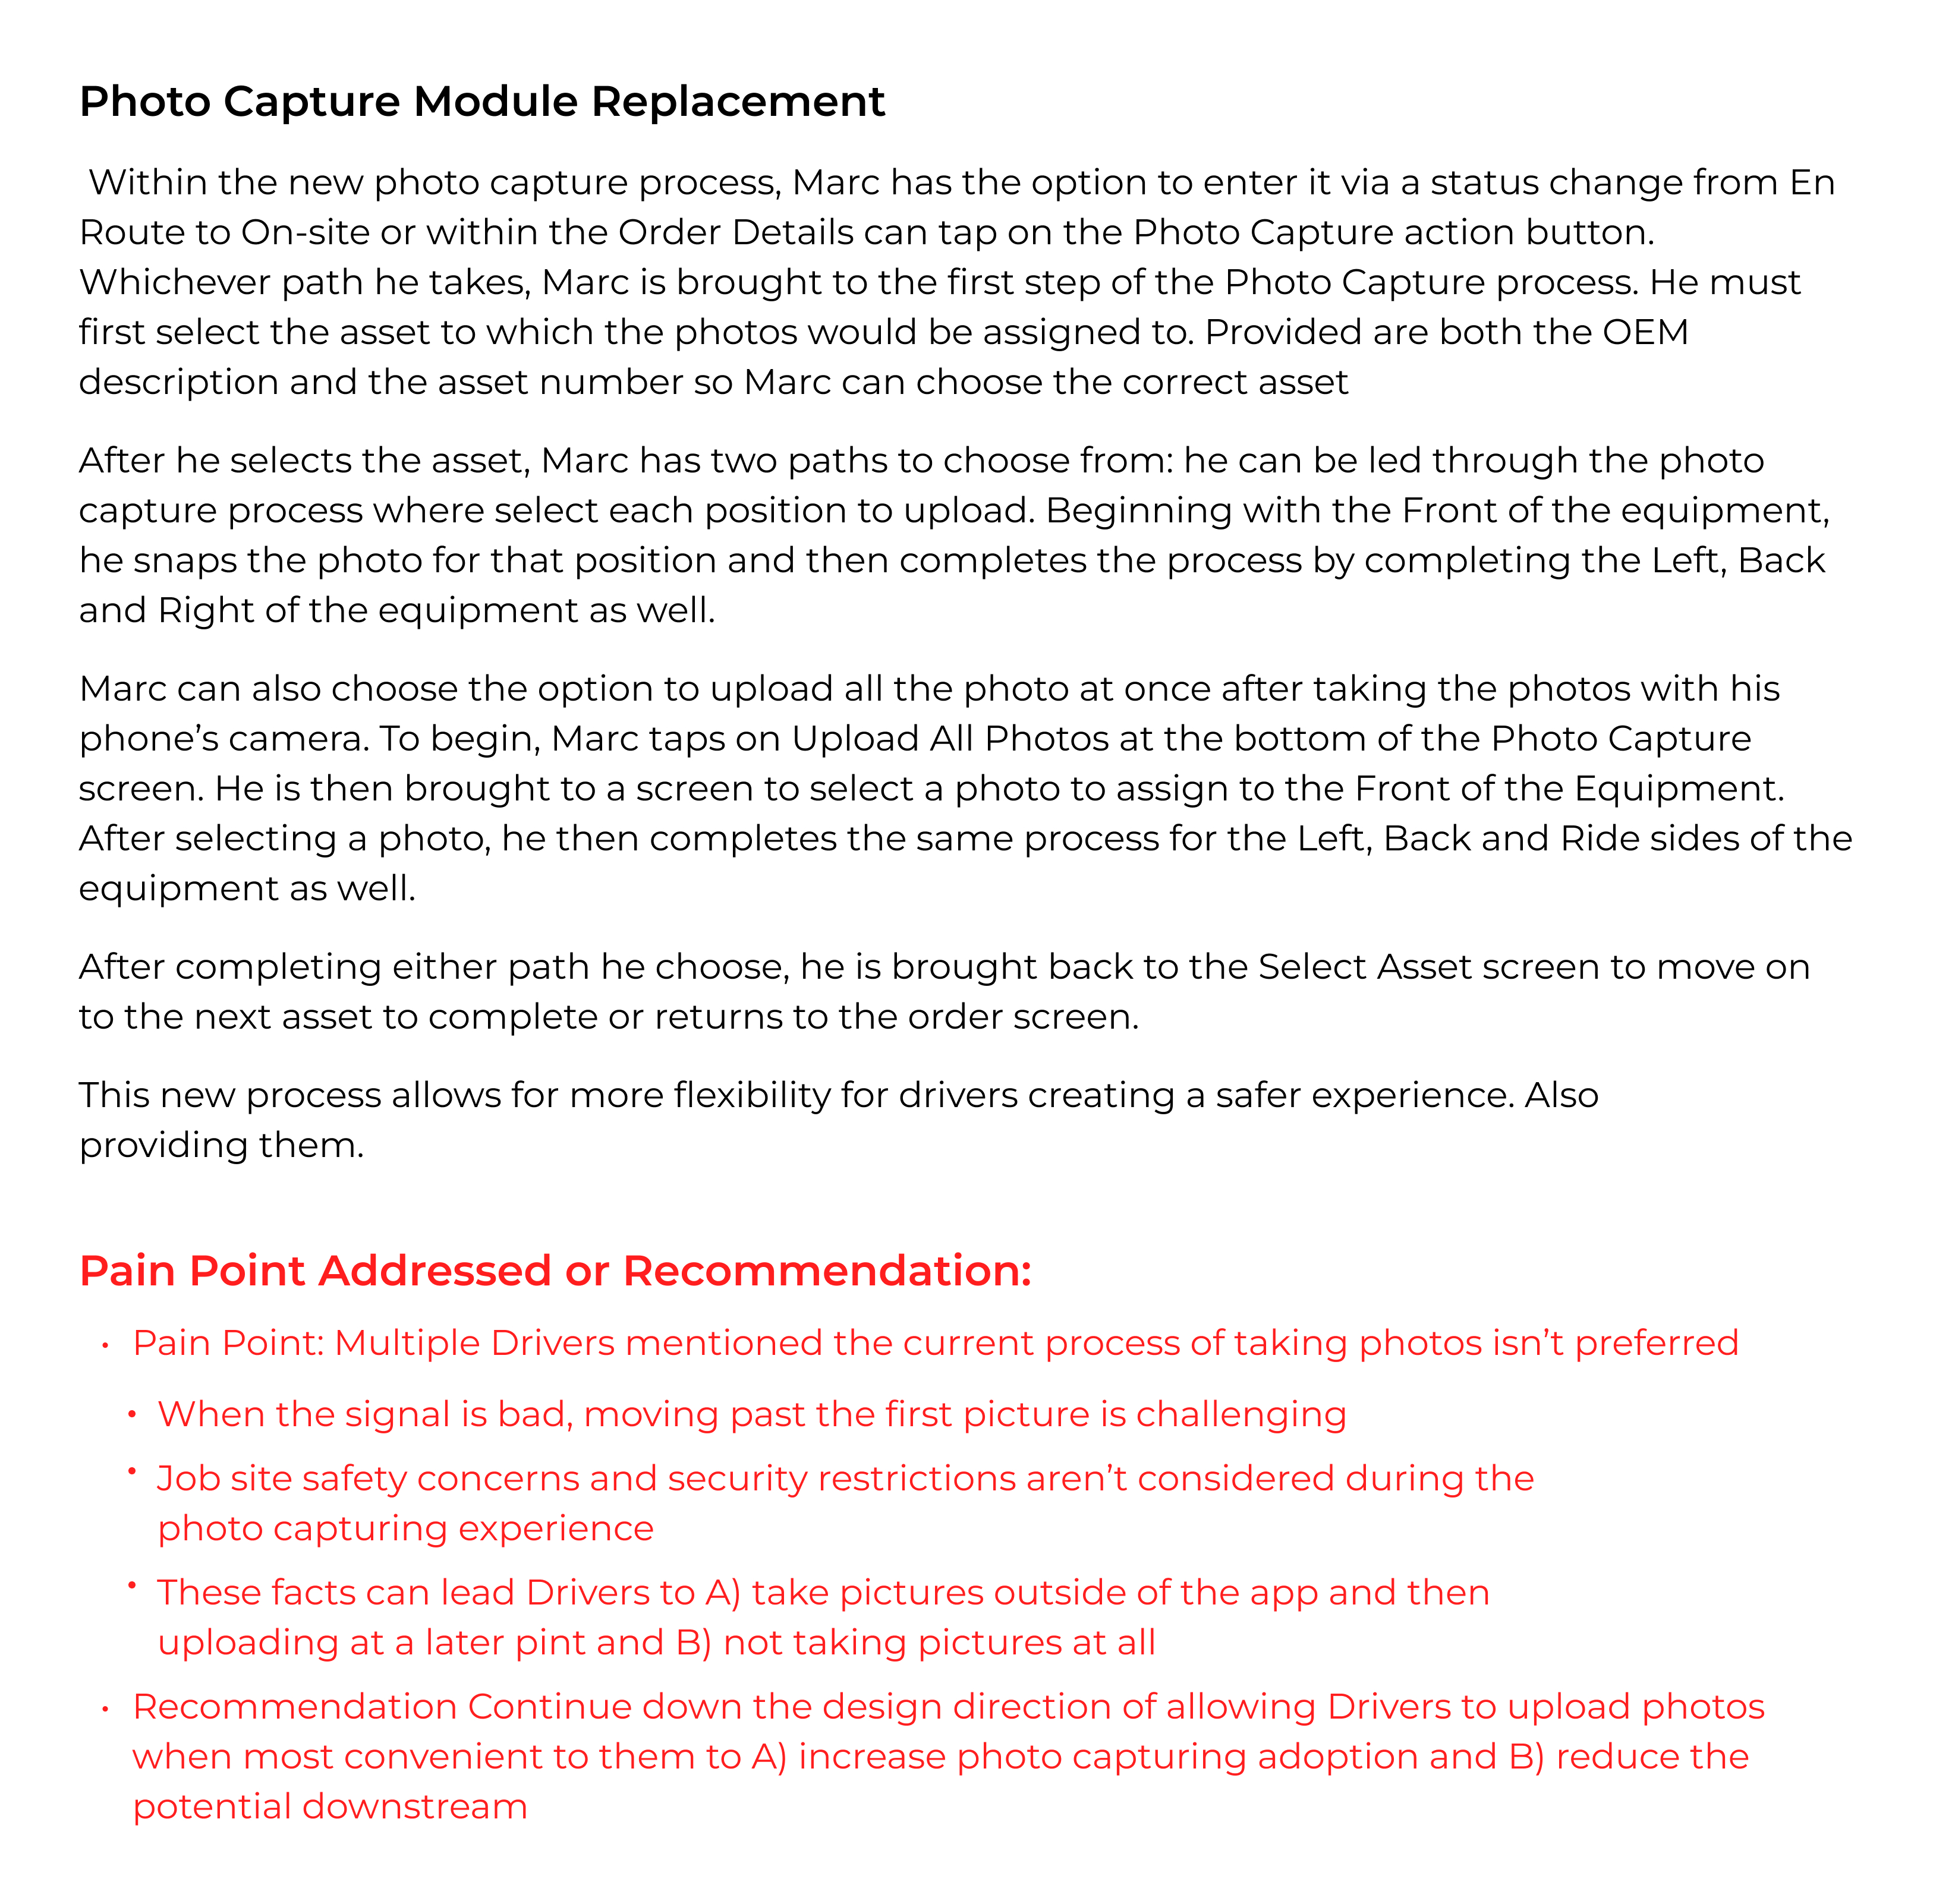 Photo Capture Module Replacement
Within the new photo capture process, Marc has the option to enter it via a status change from En
Route to On-site or within the Order Details can tap on the Photo Capture action button.
Whichever path he takes, Marc is brought to the first step of the Photo Capture process. He must
first select the asset to which the photos would be assigned to. Provided are both the OEM
description and the asset number so Marc can choose the correct asset
After he selects the asset, Marc has two paths to choose from: he can be led through the photo
capture process where select each position to upload. Beginning with the Front of the equipment,
he snaps the photo for that position and then completes the process by completing the Left, Back
and Right of the equipment as well.
Marc can also choose the option to upload all the photo at once after taking the photos with his
phone’s camera. To begin, Marc taps on Upload All Photos at the bottom of the Photo Capture
screen. He is then brought to a screen to select a photo to assign to the Front of the Equipment.
After selecting a photo, he then completes the same process for the Left, Back and Ride sides of the
equipment as well.
After completing either path he choose, he is brought back to the Select Asset screen to move on
to the next asset to complete or returns to the order screen.
This new process allows for more flexibility for drivers creating a safer experience. Also
providing them.
Pain Point Addressed or Recommendation:
• Pain Point: Multiple Drivers mentioned the current process of taking photos isn’t preferred
• When the signal is bad, moving past the first picture is challenging
• Job site safety concerns and security restrictions aren’t considered during the
photo capturing experience
• These facts can lead Drivers to A) take pictures outside of the app and then
uploading at a later pint and B) not taking pictures at all
• Recommendation Continue down the design direction of allowing Drivers to upload photos
when most convenient to them to A) increase photo capturing adoption and B) reduce the
potential downstream